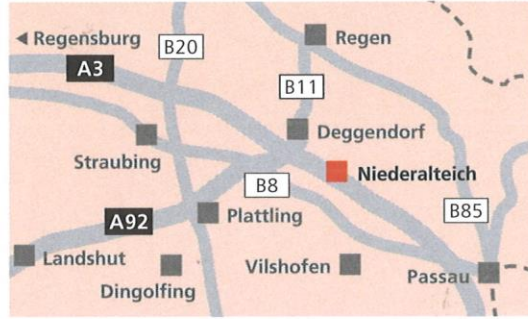 Regensburg
B20
Regen
A3
B11
Deggendorf
Straubing
Niederalteich
B8
B85
A92
Plattling
Landshut
Vilshofen
Passau
Dingolfing